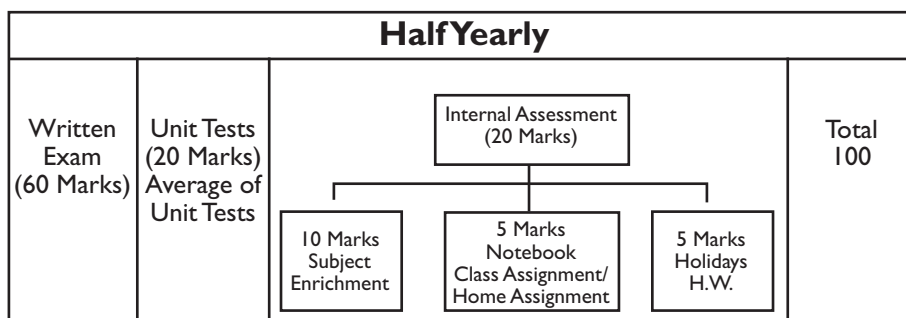 Half Yearly
Written
Exam
(60 Marks)
Unit Tests
(20 Marks)
Average of
Unit Tests
Internal Assessment
(20 Marks)
10 Marks
Subject
Enrichment
5 Marks
Notebook
Class Assignment/
Home Assignment
5 Marks
Holidays
H.W.
Total
100